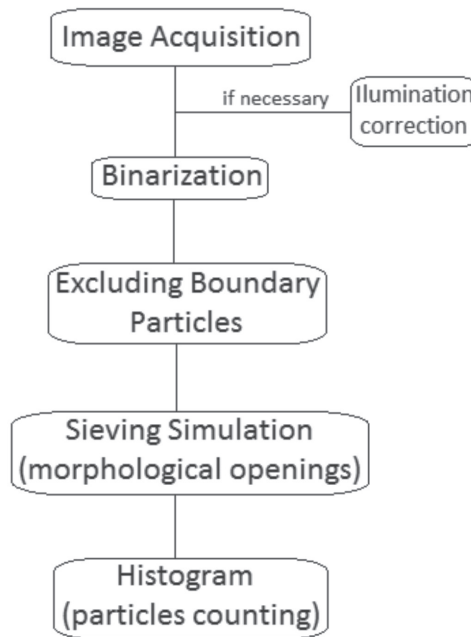 Image Acquisition
if necessary
Ilumination
correction
Binarization
Excluding Boundary
Particles
Sieving Simulation
(morphological openings)
Histogram
(particles counting)